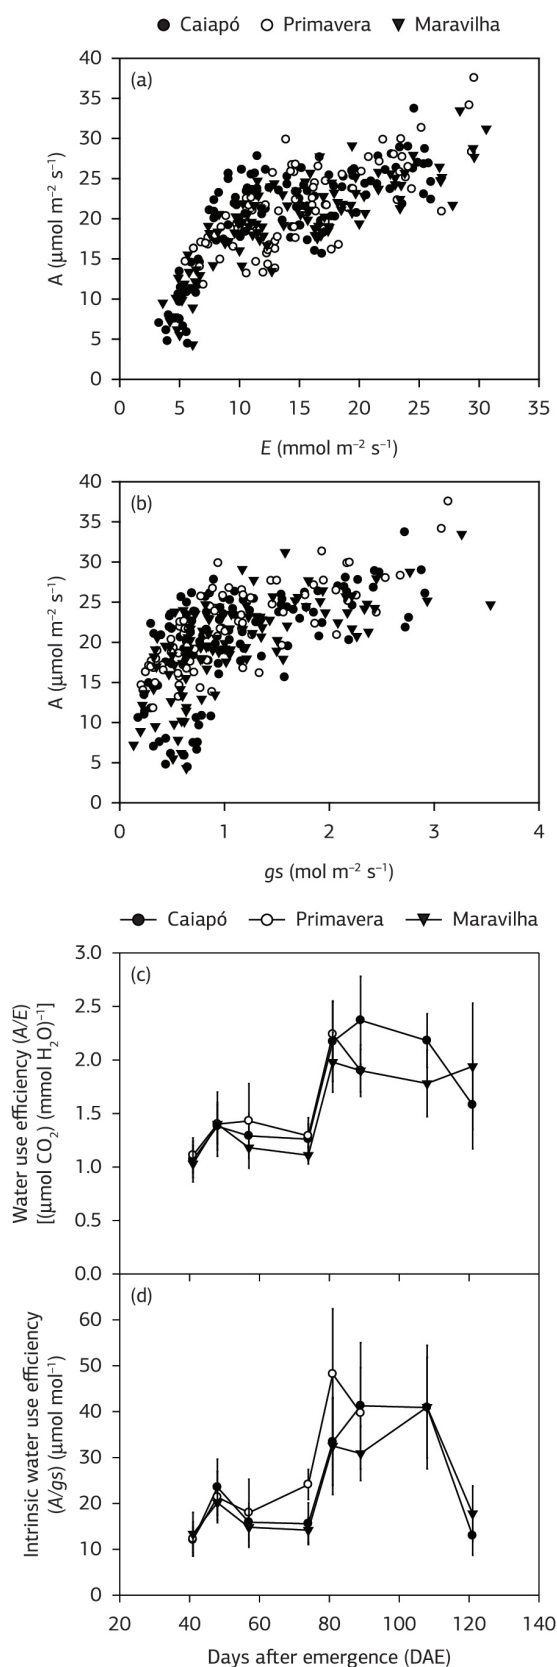 Caiapó Primavera Maravilha
(a)
40
35
30
25
20
15
10
5
0
A (μmol m⁻² s⁻¹)
0 5 10 15 20 25 30 35
E (mmol m⁻² s⁻¹)
(b)
40
35
30
25
20
15
10
5
0
A (μmol m⁻² s⁻¹)
0 1 2 3 4
gs (mol m⁻² s⁻¹)
Caiapó Primavera Maravilha
(c)
3.0
2.5
2.0
1.5
1.0
0.5
0.0
Water use efficiency (A/E)
[(μmol CO₂) (mmol H₂O)⁻¹]
(d)
60
50
40
30
20
10
0
Intrinsic water use efficiency
(A/gs) (μmol mol⁻¹)
20 40 60 80 100 120 140
Days after emergence (DAE)